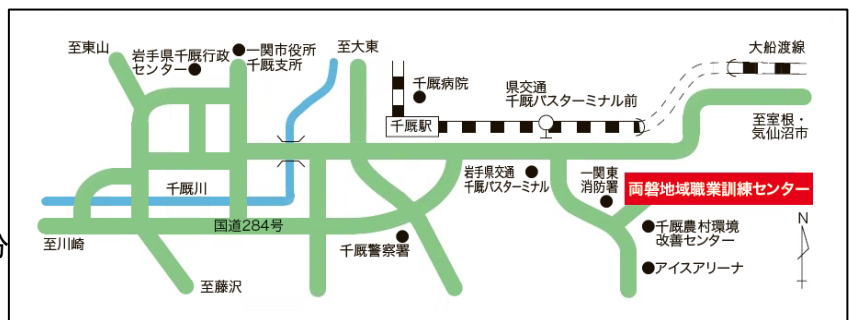 至東山
岩手県千厩行政
センター
一関市役所
千厩支所
至大東
千厩病院
県交通
千厩バスターミナル前
大船渡線
千厩駅
至室根・
気仙沼市
千厩川
岩手県交通
千厩バスターミナル
一関東
消防署
両磐地域職業訓練センター
国道284号
分
至川崎
千厩警察署
千厩農村環境
改善センター
N
至藤沢
アイスアリーナ